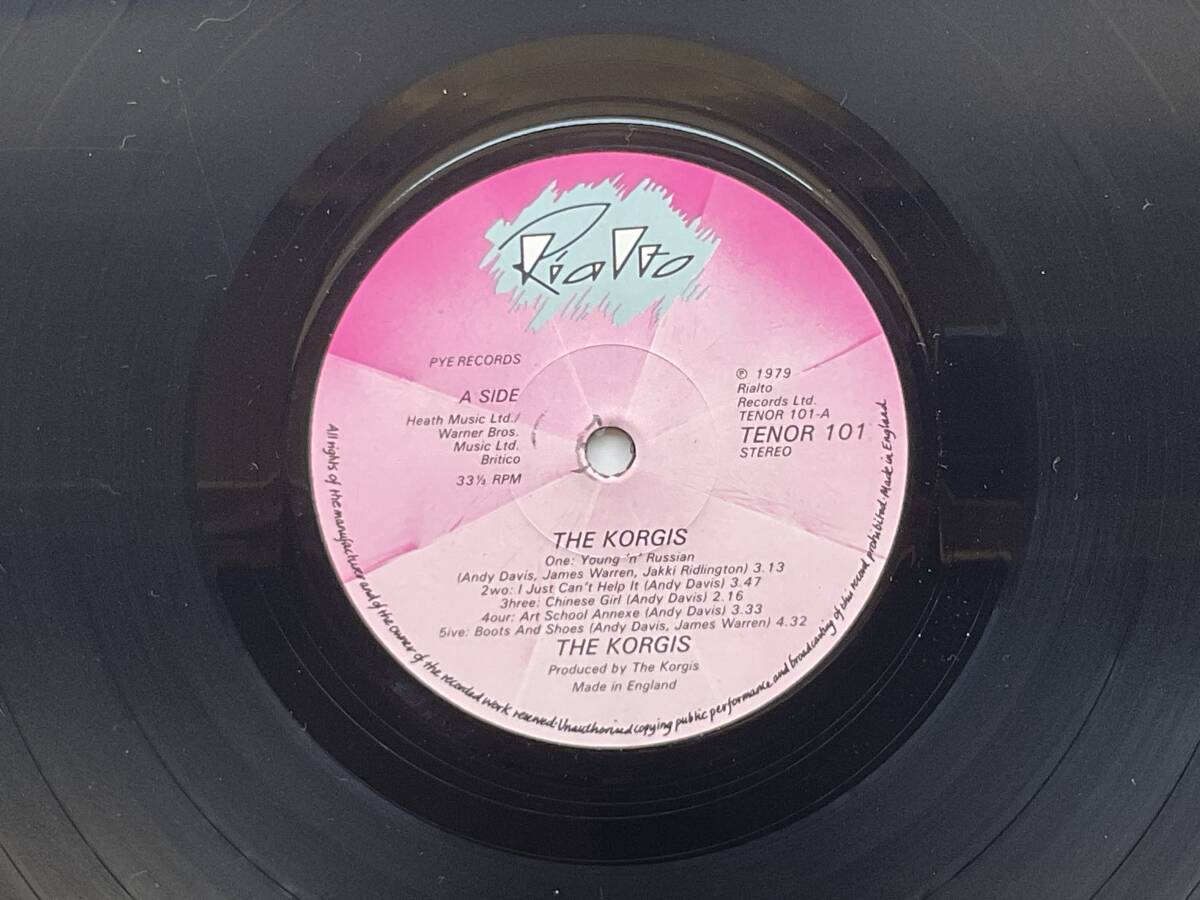 Rialto
PYE RECORDS
A SIDE
Heath Music Ltd./
Warner Bros.
Music Ltd.
Britico
33⅓ RPM
℗ 1979
Rialto
Records Ltd.
TENOR 101-A
TENOR 101
STEREO
THE KORGIS
One: Young 'n' Russian
(Andy Davis, James Warren, Jakki Ridlington) 3.13
2wo: I Just Can't Help It (Andy Davis) 3.47
3hree: Chinese Girl (Andy Davis) 2.16
4our: Art School Annexe (Andy Davis) 3.33
5ive: Boots And Shoes (Andy Davis, James Warren) 4.32
THE KORGIS
Produced by The Korgis
Made in England
All rights of the manufacturer and of the owner of the recorded work reserved·Unauthorised copying public performance and broadcasting of this record prohibited·Made in England